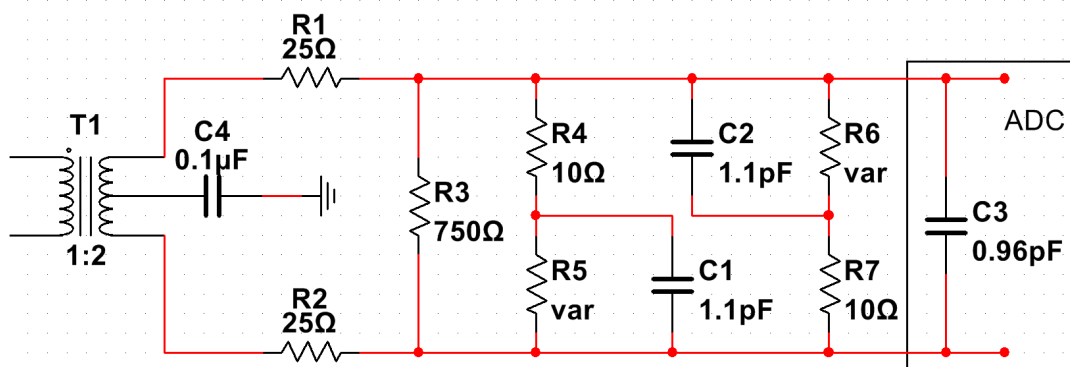 R1
25Ω
T1
C4
0.1µF
1:2
R2
25Ω
R3
750Ω
R4
10Ω
R5
var
C1
1.1pF
C2
1.1pF
R6
var
R7
10Ω
C3
0.96pF
ADC